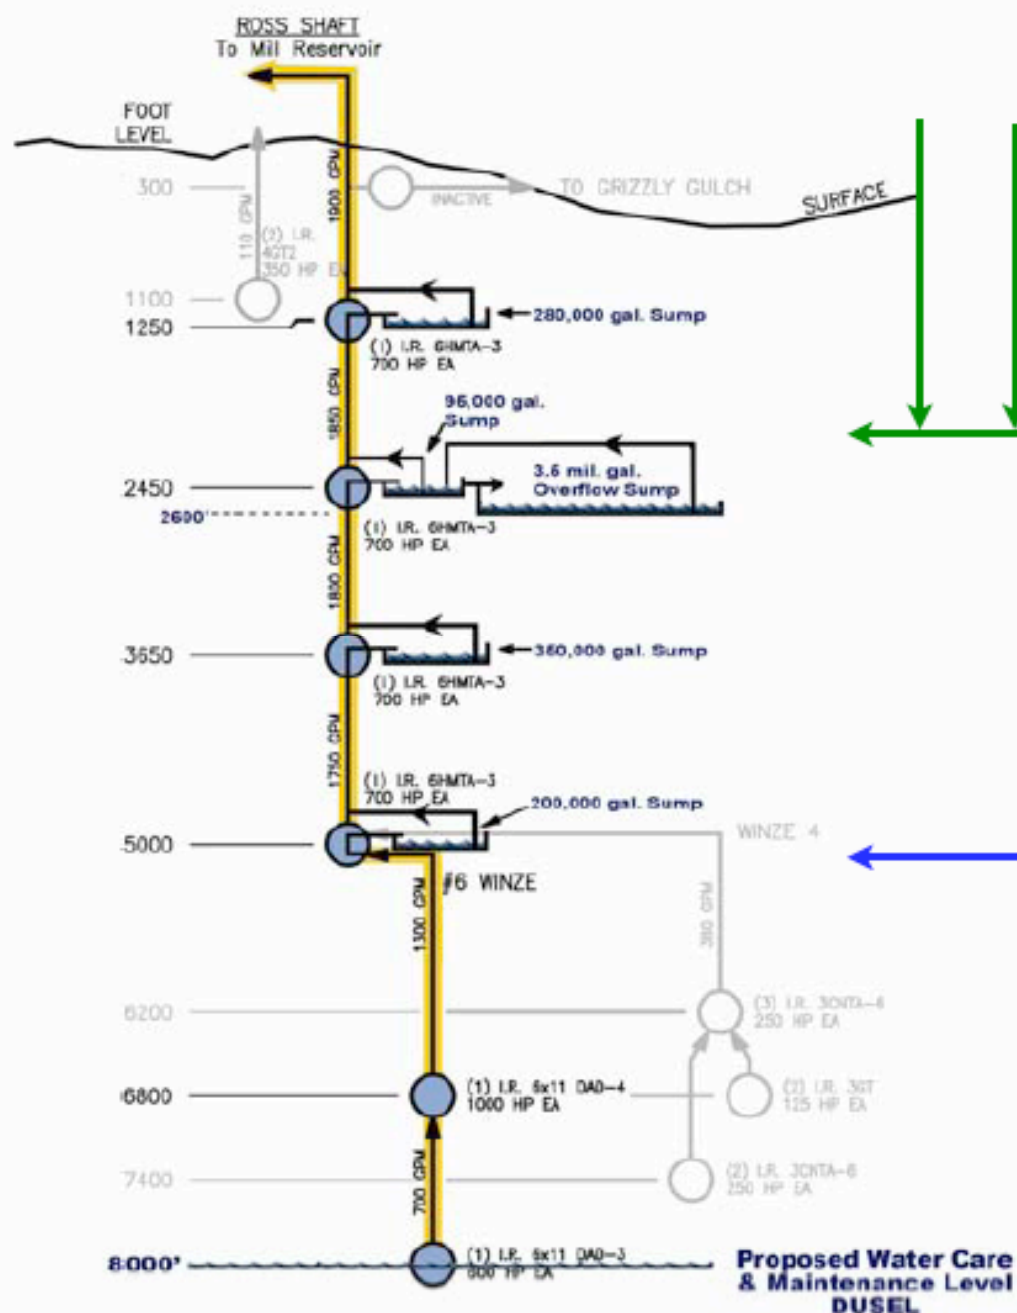 ROSS SHAFT
To Mill Reservoir
FOOT
LEVEL
300
1900 GPM
INACTIVE
TO GRIZZLY GULCH
SURFACE
110 GPM
(2) I.R.
4GT2
350 HP EA
1100
1250
280,000 gal. Sump
(1) I.R. 6HMTA-3
700 HP EA
1850 GPM
96,000 gal.
Sump
2450
3.6 mil. gal.
Overflow Sump
2600'
(1) I.R. 6HMTA-3
700 HP EA
1800 GPM
3650
350,000 gal. Sump
(1) I.R. 6HMTA-3
700 HP EA
1750 GPM
(1) I.R. 6HMTA-3
700 HP EA
200,000 gal. Sump
5000
WINZE 4
#6 WINZE
1300 GPM
GPM
6200
(3) I.R. 3CNTA-6
250 HP EA
6800
(1) I.R. 6x11 DAD-4
1000 HP EA
(2) I.R. 3GT
125 HP EA
7400
700 GPM
(2) I.R. 3CNTA-6
250 HP EA
8000'
(1) I.R. 6x11 DAD-3
HP EA
Proposed Water Care
& Maintenance Level
DUSEL